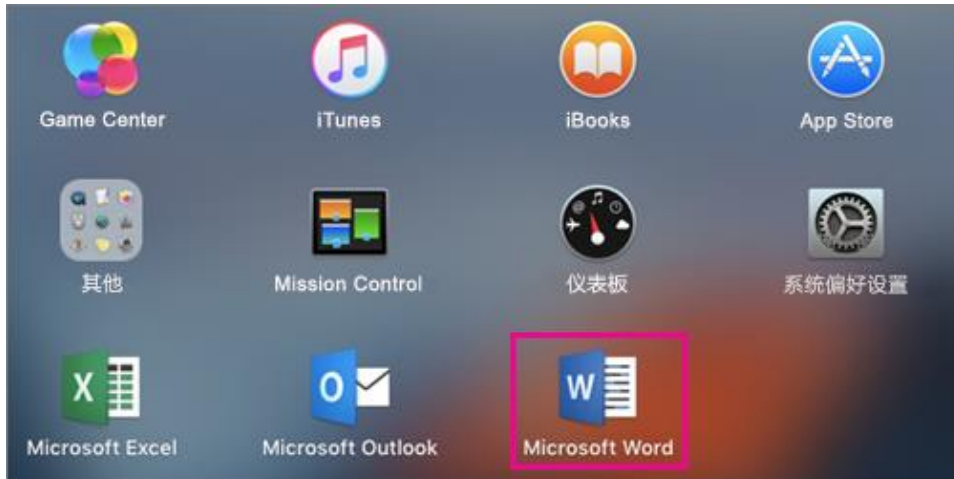 Game Center
iTunes
iBooks
App Store
其他
Mission Control
仪表板
系统偏好设置
X
O
W
Microsoft Excel
Microsoft Outlook
Microsoft Word